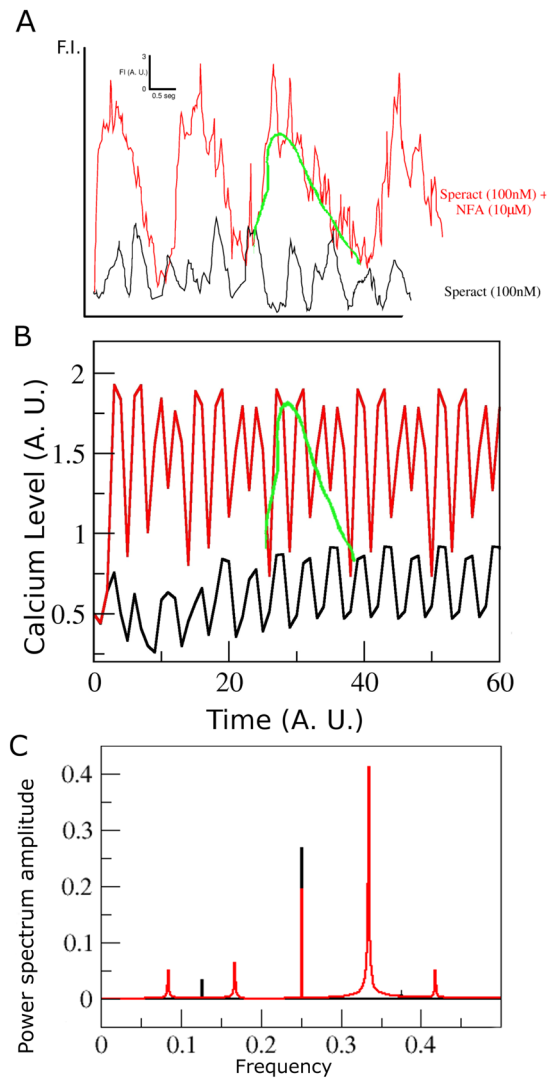 A
F.I.
3
FI (A. U.)
0
0.5 seg
Speract (100nM) +
NFA (10μM)
Speract (100nM)
B
2
1.5
1
0.5
Calcium Level (A. U.)
0 20 40 60
Time (A. U.)
C
0.4
0.3
0.2
0.1
0
Power spectrum amplitude
0 0.1 0.2 0.3 0.4
Frequency